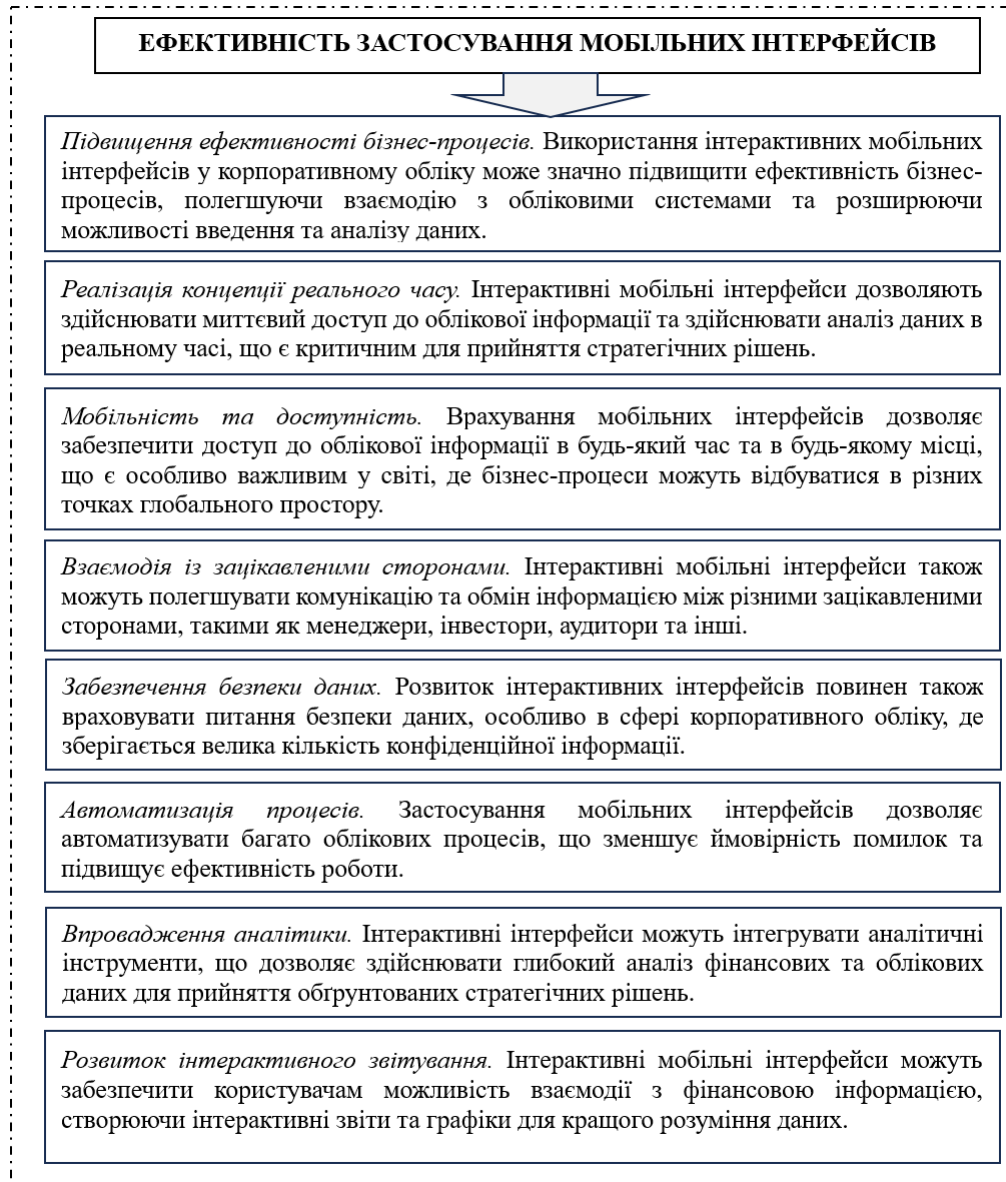 ЕФЕКТИВНІСТЬ ЗАСТОСУВАННЯ МОБІЛЬНИХ ІНТЕРФЕЙСІВ
Підвищення ефективності бізнес-процесів. Використання інтерактивних мобільних
інтерфейсів у корпоративному обліку може значно підвищити ефективність бізнес-
процесів, полегшуючи взаємодію з обліковими системами та розширюючи
можливості введення та аналізу даних.
Реалізація концепції реального часу. Інтерактивні мобільні інтерфейси дозволяють
здійснювати миттєвий доступ до облікової інформації та здійснювати аналіз даних в
реальному часі, що є критичним для прийняття стратегічних рішень.
Мобільність та доступність. Врахування мобільних інтерфейсів дозволяє
забезпечити доступ до облікової інформації в будь-який час та в будь-якому місці,
що є особливо важливим у світі, де бізнес-процеси можуть відбуватися в різних
точках глобального простору.
Взаємодія із зацікавленими сторонами. Інтерактивні мобільні інтерфейси також
можуть полегшувати комунікацію та обмін інформацією між різними зацікавленими
сторонами, такими як менеджери, інвестори, аудитори та інші.
Забезпечення безпеки даних. Розвиток інтерактивних інтерфейсів повинен також
враховувати питання безпеки даних, особливо в сфері корпоративного обліку, де
зберігається велика кількість конфіденційної інформації.
Автоматизація процесів. Застосування мобільних інтерфейсів дозволяє
автоматизувати багато облікових процесів, що зменшує ймовірність помилок та
підвищує ефективність роботи.
Впровадження аналітики. Інтерактивні інтерфейси можуть інтегрувати аналітичні
інструменти, що дозволяє здійснювати глибокий аналіз фінансових та облікових
даних для прийняття обґрунтованих стратегічних рішень.
Розвиток інтерактивного звітування. Інтерактивні мобільні інтерфейси можуть
забезпечити користувачам можливість взаємодії з фінансовою інформацією,
створюючи інтерактивні звіти та графіки для кращого розуміння даних.